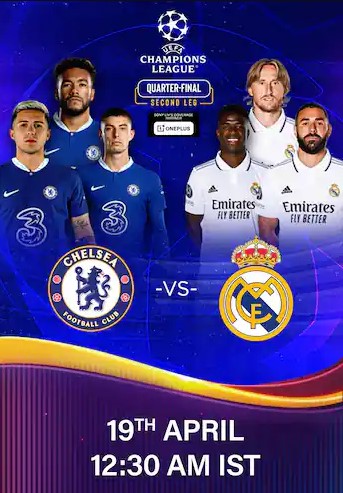 UEFA
CHAMPIONS
LEAGUE
QUARTER-FINAL
SECOND LEG
ONEPLUS
3
3
Emirates
FLY BETTER
Emirates
FLY BETTER
CHELSEA
FOOTBALL CLUB
-VS-
19TH APRIL
12:30 AM IST